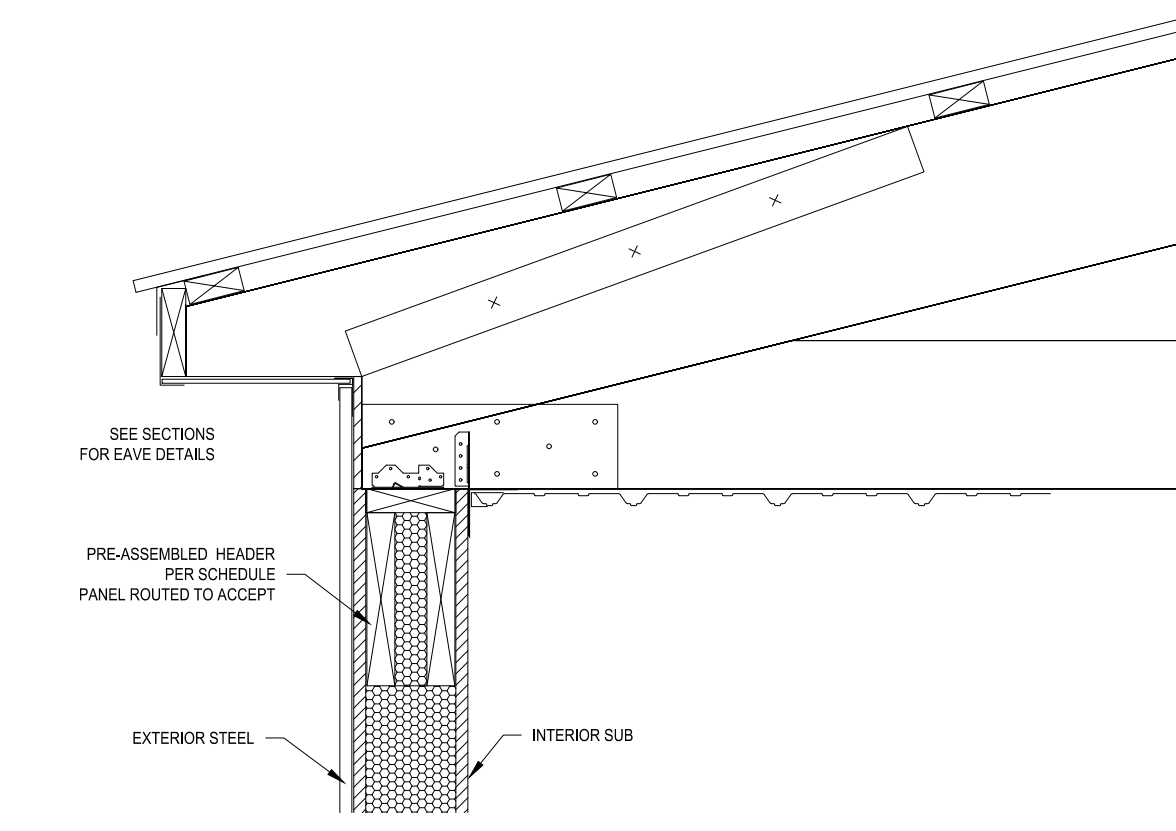 SEE SECTIONS
FOR EAVE DETAILS
PRE-ASSEMBLED HEADER
PER SCHEDULE
PANEL ROUTED TO ACCEPT
EXTERIOR STEEL
INTERIOR SUB